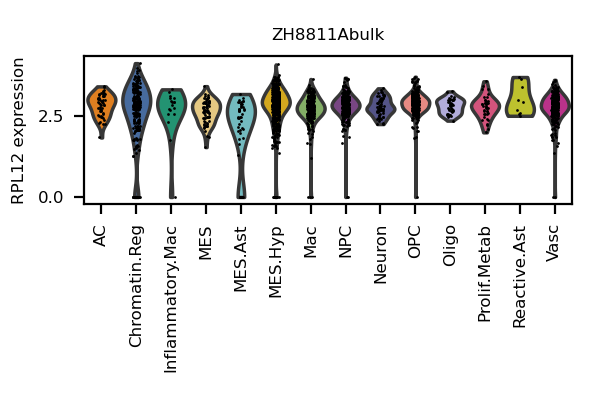 ZH8811Abulk
RPL12 expression
2.5
0.0
AC
Chromatin.Reg
Inflammatory.Mac
MES
MES.Ast
MES.Hyp
Mac
NPC
Neuron
OPC
Oligo
Prolif.Metab
Reactive.Ast
Vasc